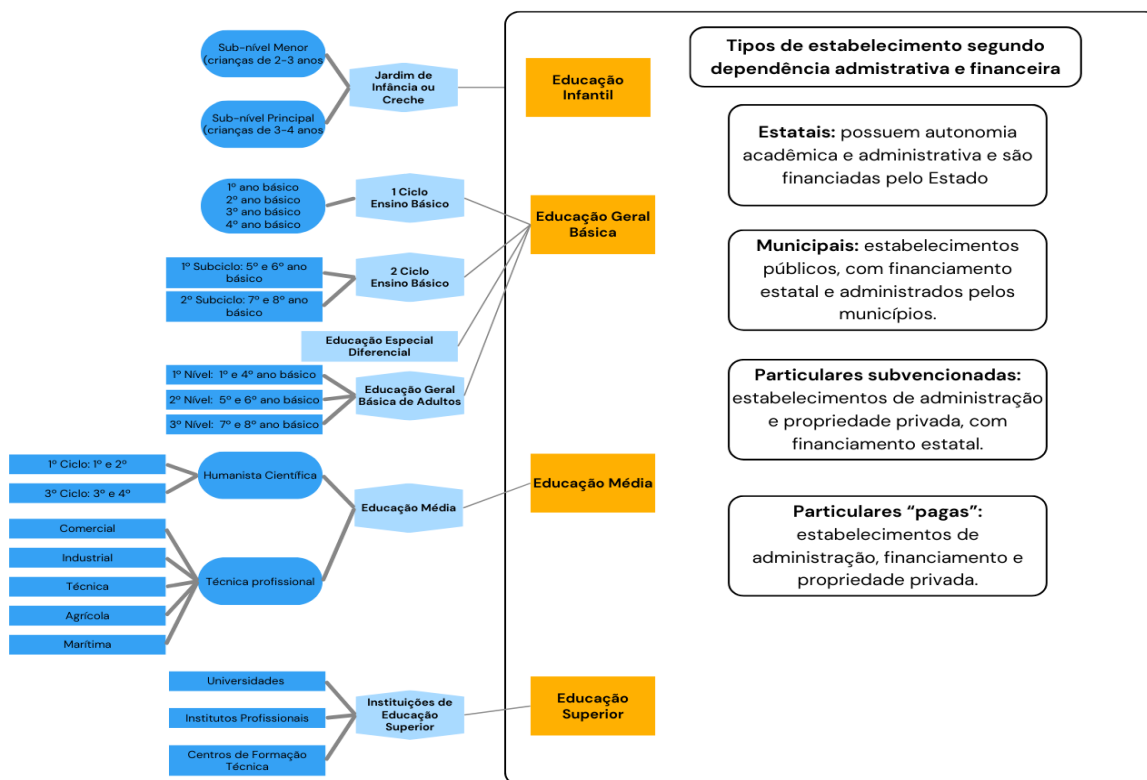 Sub-nível Menor
(crianças de 2-3 anos
Sub-nível Principal
(crianças de 3-4 anos
Jardim de
Infância ou
Creche
Educação
Infantil
1º ano básico
2º ano básico
3º ano básico
4º ano básico
1 Ciclo
Ensino Básico
Educação Geral
Básica
1º Subciclo: 5º e 6º ano
básico
2º Subciclo: 7º e 8º ano
básico
2 Ciclo
Ensino Básico
Educação Especial
Diferencial
1º Nível: 1º e 4º ano básico
2º Nível: 5º e 6º ano básico
3º Nível: 7º e 8º ano básico
Educação Geral
Básica de Adultos
1º Ciclo: 1º e 2º
3º Ciclo: 3º e 4º
Humanista Científica
Comercial
Industrial
Técnica
Agrícola
Marítima
Técnica profissional
Educação Média
Educação Média
Universidades
Institutos Profissionais
Centros de Formação
Técnica
Instituições de
Educação
Superior
Educação
Superior
Tipos de estabelecimento segundo
dependência admistrativa e financeira
Estatais: possuem autonomia
acadêmica e administrativa e são
financiadas pelo Estado
Municipais: estabelecimentos
públicos, com financiamento
estatal e administrados pelos
municípios.
Particulares subvencionadas:
estabelecimentos de administração
e propriedade privada, com
financiamento estatal.
Particulares “pagas”:
estabelecimentos de
administração, financiamento e
propriedade privada.